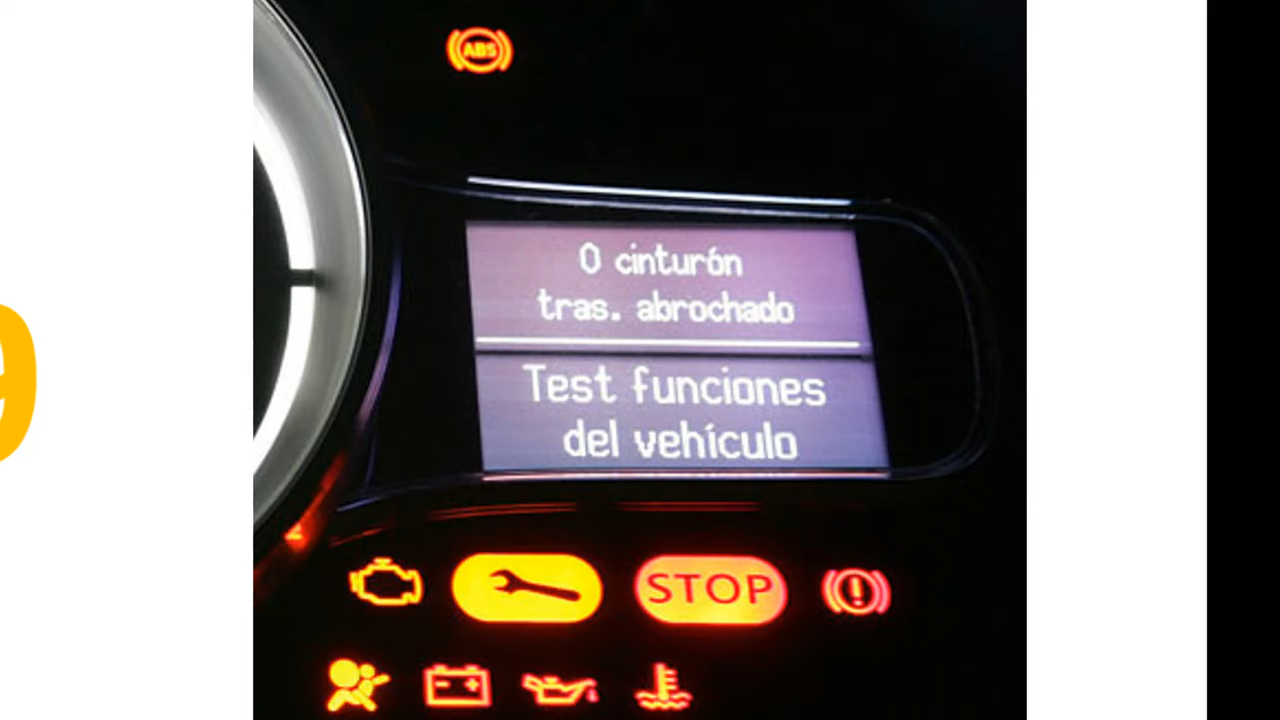 ABS
0 cinturón
tras. abrochado
Test funciones
del vehículo
STOP